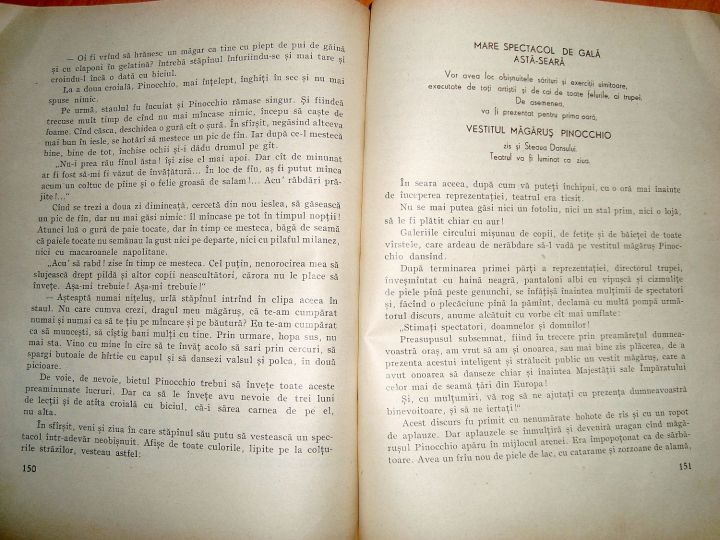 — Oi fi vrînd să hrănesc un măgar ca tine cu piept de pui de găină
și cu claponi în gelatină? întrebă stăpînul înfuriindu-se și mai tare și
croindu-l înca o dată cu biciul.
La a doua croială, Pinocchio, mai înțelept, înghiți în sec și nu mai
spuse nimic.
Pe urmă, staulul fu încuiat și Pinocchio rămase singur. Și fiindcă
trecuse mult timp de cînd nu mai mîncase nimic, începu să caște de
foame. Cînd căsca, deschidea o gură cît o șură. În sfîrșit, negăsind altceva
mai bun în iesle, se hotărî să mestece un pic de fîn. Iar după ce-l mestecă
bine, bine de tot, închise ochii și-i dădu drumul pe gît.
„Nu-i prea rău fînul ăsta! își zise el mai apoi. Dar cît de minunat
ar fi fost să-mi fi văzut de învățătură... În loc de fîn, aș fi putut mînca
acum un coltuc de pîine și o felie groasă de salam!... Acu' răbdări pră-
jite!..."
Cînd se trezi a doua zi dimineață, cercetă din nou ieslea, să găsească
un pic de fîn, dar nu mai găsi nimic: îl mîncase pe tot în timpul nopții!
Atunci luă o gură de paie tocate, dar în timp ce mesteca, băgă de seamă
că paiele tocate nu semănau la gust nici pe departe, nici cu pilaful milanez,
nici cu macaroanele napolitane.
„Acu' să rabd! zise în timp ce mesteca. Cel puțin, nenorocirea mea să
slujească drept pildă și altor copii neascultători, cărora nu le place să
învețe. Așa-mi trebuie! Așa-mi trebuie!"
— Așteaptă numai nițeluș, urlă stăpînul intrînd în clipa aceea în
staul. Nu care cumva crezi, dragul meu măgăruș, că te-am cumpărat
numai și numai ca să te țiu pe mîncare și pe băutură? Eu te-am cumpărat
ca să muncești, să cîștig bani mulți cu tine. Prin urmare, hopa sus, nu
mai sta. Vino cu mine în circ să te învăț acolo să sari prin cercuri, să
spargi butoaie de hîrtie cu capul și să dansezi valsul și polca, în două
picioare.
De voie, de nevoie, bietul Pinocchio trebui să învețe toate aceste
preaminunate lucruri. Dar ca să le învețe avu nevoie de trei luni
de lecții și de atîta croială cu biciul, că-i sărea carnea de pe el,
nu alta.
În sfîrșit, veni și ziua în care stăpînul său putu să vestească un spec-
tacol într-adevăr neobișnuit. Afișe de toate culorile, lipite pe la colțu-
rile străzilor, vesteau astfel:
150
MARE SPECTACOL DE GALĂ
ASTĂ-SEARĂ
Vor avea loc obișnuitele sărituri și exerciții uimitoare,
executate de toți artiștii și de cai de toate felurile, ai trupei.
De asemenea,
va fi prezentat pentru prima oară,
VESTITUL MĂGĂRUȘ PINOCCHIO
zis și Steaua Dansului.
Teatrul va fi luminat ca ziua.
În seara aceea, după cum vă puteți închipui, cu o oră mai înainte
de începerea reprezentației, teatrul era ticsit.
Nu se mai putea găsi nici un fotoliu, nici un stal prim, nici o lojă,
să le fi plătit chiar cu aur!
Galeriile circului mișunau de copii, de fetițe și de băieței de toate
vîrstele, care ardeau de nerăbdare să-l vadă pe vestitul măgăruș Pinoc-
chio dansînd.
După terminarea primei părți a reprezentației, directorul trupei,
înveșmîntat cu haină neagră, pantaloni albi cu vipușcă și cizmulițe
de piele pînă peste genunchi, se înfățișă înaintea mulțimii de spectatori
și, făcînd o plecăciune pînă la pămînt, declamă cu multă pompă urmă-
torul discurs, anume alcătuit cu vorbe cît mai umflate:
„Stimați spectatori, doamnelor și domnilor!
Preasupusul subsemnat, fiind în trecere prin preamăretul dumnea-
voastră oraș, am vrut să am și onoarea, sau mai bine zis plăcerea, de a
prezenta acestui inteligent și strălucit public un vestit măgăruș, care a
avut onoarea să danseze chiar și înaintea Majestății sale Împăratului
celor mai de seamă țări din Europa!
Și, cu mulțumiri, vă rog să ne ajutați cu prezența dumneavoastră
binevoitoare, și să ne iertați!"
Acest discurs fu primit cu nenumărate hohote de rîs și cu un ropot
de aplauze. Dar aplauzele se înmulțiră și deveniră uragan cînd măgă-
rușul Pinocchio apăru în mijlocul arenei. Era împopoțonat ca de sărbă-
toare. Avea un frîu nou de piele de lac, cu catarame și zorzoane de alamă,
151